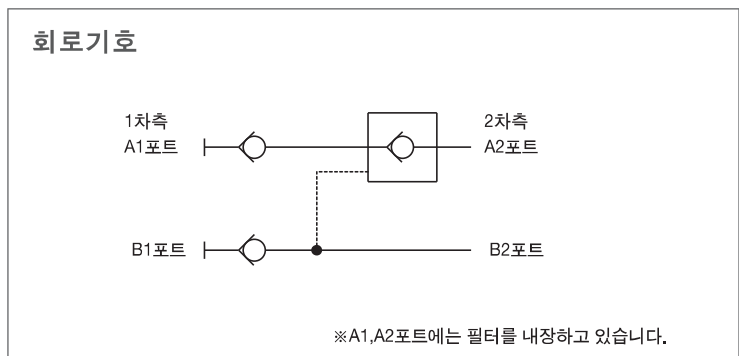 회로기호
1차측
A1포트
2차측
A2포트
B1포트
B2포트
※A1,A2포트에는 필터를 내장하고 있습니다.